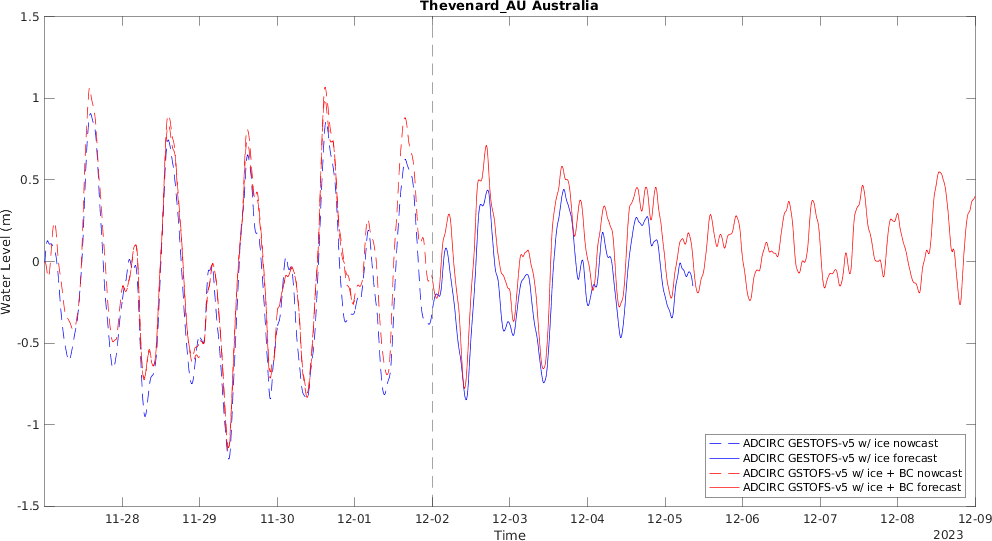 Thevenard_AU Australia
1.5
1
0.5
0
-0.5
-1
-1.5
Water Level (m)
11-28
11-29
11-30
12-01
12-02
12-03
12-04
12-05
12-06
12-07
12-08
12-09
Time
2023
ADCIRC GESTOFS-v5 w/ ice nowcast
ADCIRC GESTOFS-v5 w/ ice forecast
ADCIRC GSTOFS-v5 w/ ice + BC nowcast
ADCIRC GSTOFS-v5 w/ ice + BC forecast